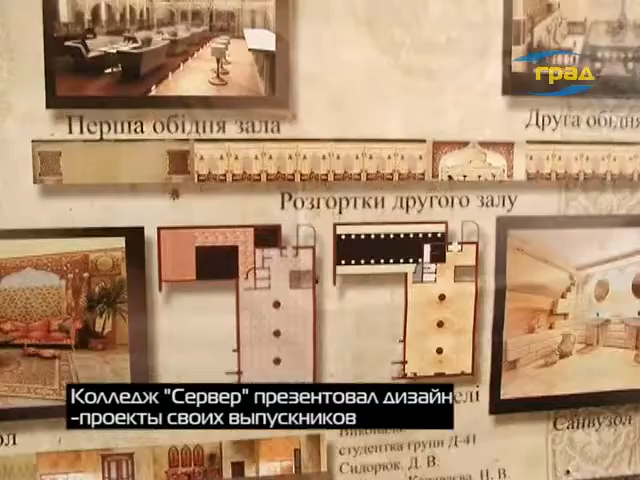 град
Перша обідня зала
Друга обідня
Розгортки другого залу
Колледж "Сервер" презентовал дизайн
-проекты своих выпускников
Санвузол
студентка групи Д-41
Сидорюк, Д. В.